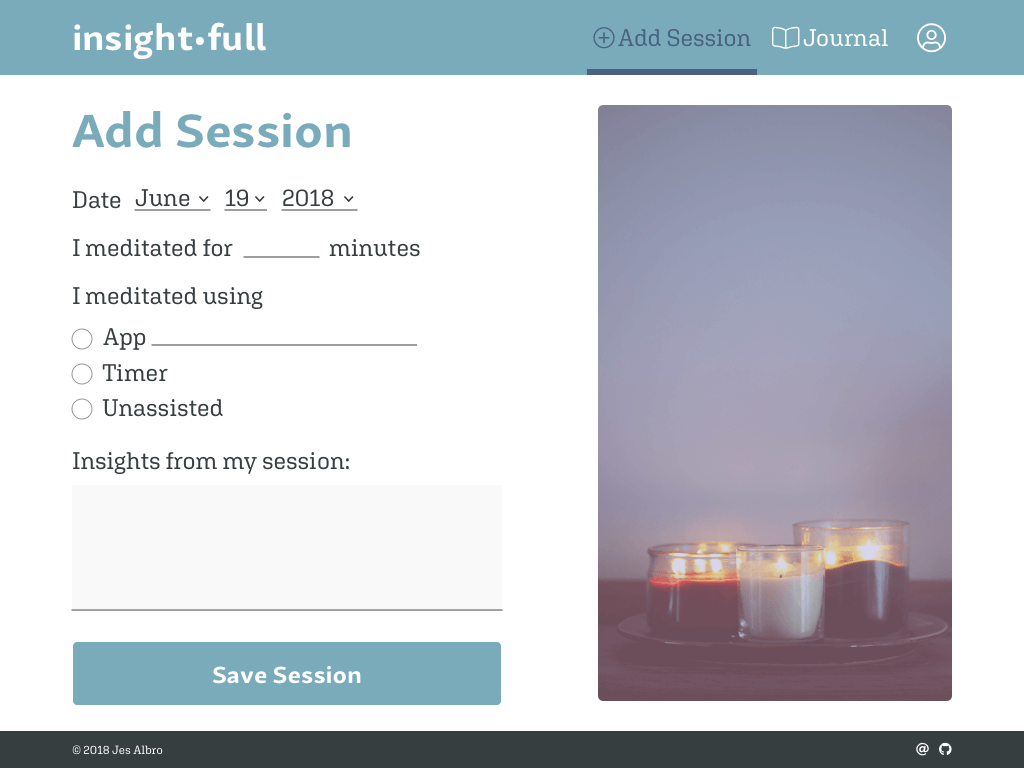 insight•full
Add Session Journal
Add Session
Date June 19 2018
I meditated for ______ minutes
I meditated using
App
Timer
Unassisted
Insights from my session:
Save Session
© 2018 Jes Albro